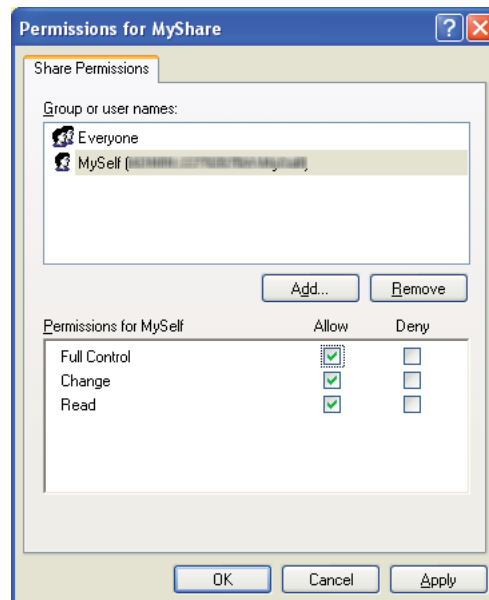 Permissions for MyShare
Share Permissions
Group or user names:
Everyone
MySelf (
Add... Remove
Permissions for MySelf Allow Deny
Full Control
Change
Read
OK Cancel Apply